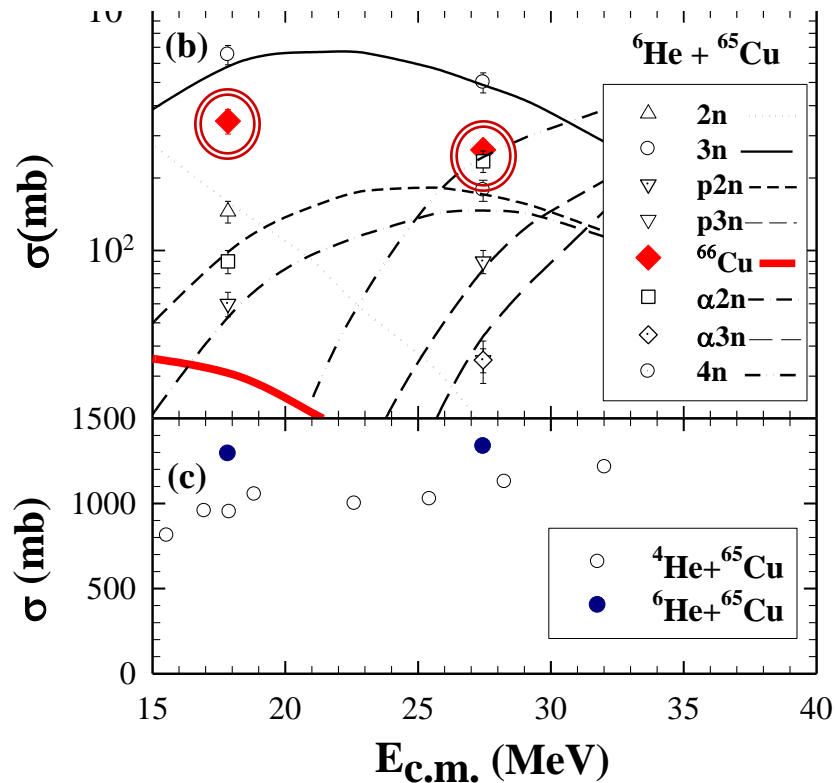 10
(b)
⁶He + ⁶⁵Cu
2n
3n
p2n
p3n
⁶⁶Cu
α2n
α3n
4n
σ(mb)
10²
1500
(c)
1000
500
0
σ (mb)
⁴He+⁶⁵Cu
⁶He+⁶⁵Cu
15 20 25 30 35 40
E_c.m. (MeV)